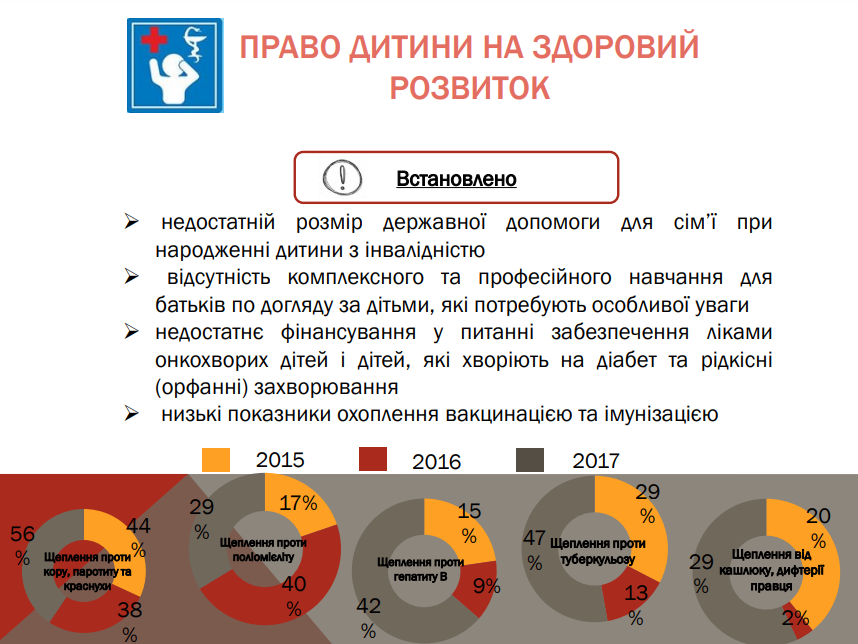 ПРАВО ДИТИНИ НА ЗДОРОВИЙ
РОЗВИТОК
Встановлено
недостатній розмір державної допомоги для сім’ї при
народженні дитини з інвалідністю
відсутність комплексного та професійного навчання для
батьків по догляду за дітьми, які потребують особливої уваги
недостатнє фінансування у питанні забезпечення ліками
онкохворих дітей і дітей, які хворіють на діабет та рідкісні
(орфанні) захворювання
низькі показники охоплення вакцинацією та імунізацією
2015
2016
2017
56
%
44
%
38
%
Щеплення проти
кору, паротиту та
краснухи
29
%
17%
40
%
Щеплення проти
поліомієліту
15
%
9%
42
%
Щеплення проти
гепатиту В
29
%
47
%
13
%
Щеплення проти
туберкульозу
20
%
29
%
2%
Щеплення від
кашлюку, дифтерії
правця